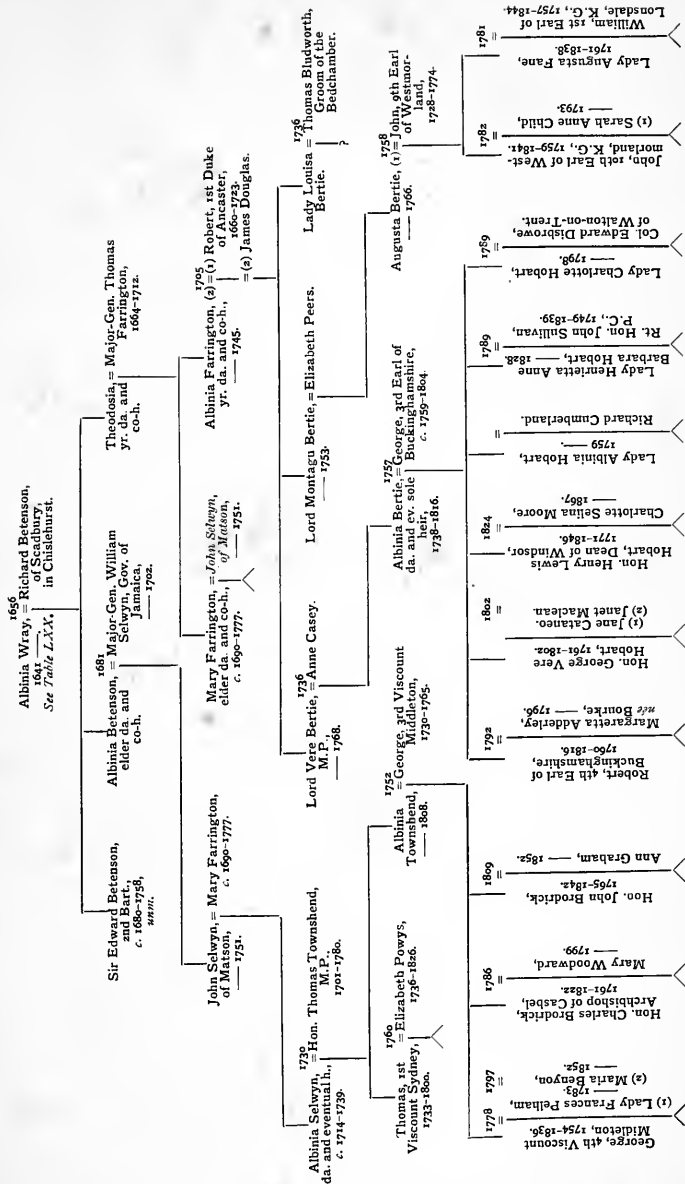 1656
Albinia Wray, = Richard Betenson,
1641 ——. of Scadbury,
See Table LXX. in Chislehurst.
Sir Edward Betenson,
2nd Bart.,
c. 1680-1758,
unm.
1681
Albinia Betenson, = Major-Gen. William
elder da. and Selwyn, Gov. of
co-h. Jamaica,
—— 1702.
Theodosia, = Major-Gen. Thomas
yr. da. and Farrington,
co-h. 1664-1712.
John Selwyn, = Mary Farrington,
of Matson, c. 1690-1777.
—— 1751.
Mary Farrington, = John Selwyn,
elder da. and co-h., of Matson,
c. 1690-1777. —— 1751.
1705
Albinia Farrington, (2) = (1) Robert, 1st Duke
yr. da. and co-h., of Ancaster,
—— 1745. 1660-1723.
= (2) James Douglas.
1730
Albinia Selwyn, = Hon. Thomas Townshend,
da. and eventual h., M.P.,
c. 1714-1739. 1701-1780.
1736
Lord Vere Bertie, = Anne Casey.
M.P.,
—— 1768.
Lord Montagu Bertie, = Elizabeth Peers.
—— 1753.
1736
Lady Louisa = Thomas Bludworth,
Bertie. Groom of the
Bedchamber.
?
1760
Thomas, 1st = Elizabeth Powys,
Viscount Sydney, 1736-1826.
1733-1800.
1752
Albinia = George, 3rd Viscount
Townshend, Middleton,
—— 1808. 1730-1765.
1757
Albinia Bertie, = George, 3rd Earl of
da. and ev. sole Buckinghamshire,
heir, c. 1759-1804.
1738-1816.
1758
Augusta Bertie, (1) = John, 9th Earl
—— 1766. of Westmor-
land,
1728-1774.
George, 4th Viscount
Midleton, 1754-1836.
1778 = 1797
(1) Lady Frances Pelham,
—— 1783.
(2) Maria Benyon,
—— 1852.
Hon. Charles Brodrick,
Archbishop of Casbel,
1761-1822.
1786 =
Mary Woodward,
—— 1799.
Hon. John Brodrick,
1765-1842.
1809 =
Ann Graham, —— 1852.
Robert, 4th Earl of
Buckinghamshire,
1760-1816.
1792 =
Margaretta Adderley,
née Bourke, —— 1796.
Hon. George Vere
Hobart, 1761-1802.
1802 =
(1) Jane Cataneo.
(2) Janet Maclean.
Hon. Henry Lewis
Hobart, Dean of Windsor,
1771-1846.
1824 =
Charlotte Selina Moore,
—— 1867.
Lady Albinia Hobart,
1759 ——.
=
Richard Cumberland.
Lady Henrietta Anne
Barbara Hobart, —— 1828.
1789 =
Rt. Hon. John Sullivan,
P.C., 1749-1839.
Lady Charlotte Hobart,
—— 1798.
1789 =
Col. Edward Disbrowe,
of Walton-on-Trent.
John, 10th Earl of West-
morland, K.G., 1759-1841.
1782 =
(1) Sarah Anne Child,
—— 1793.
Lady Augusta Fane,
1761-1838.
1781 =
William, 1st Earl of
Lonsdale, K.G., 1757-1844.